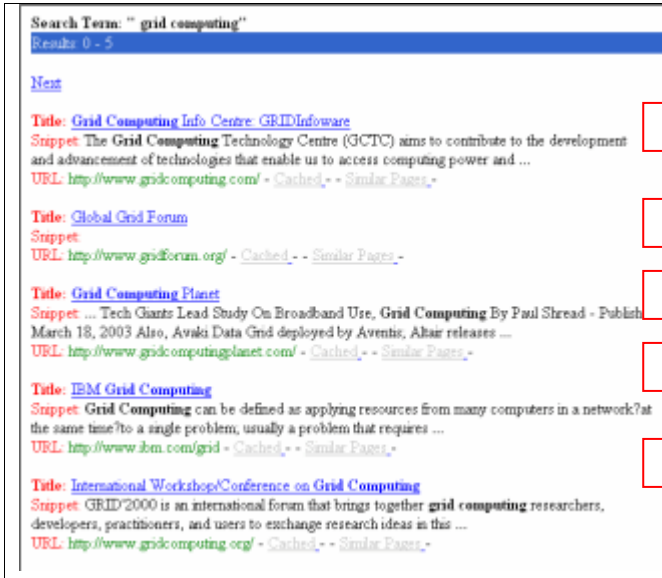 Search Term: " grid computing"
Results: 0 - 5
Next
Title: Grid Computing Info Centre: GRIDInfoware
Snippet: The Grid Computing Technology Centre (GCTC) aims to contribute to the development
and advancement of technologies that enable us to access computing power and ...
URL: http://www.gridcomputing.com/ - Cached - - Similar Pages -
Title: Global Grid Forum
Snippet:
URL: http://www.gridforum.org/ - Cached - - Similar Pages -
Title: Grid Computing Planet
Snippet: ... Tech Giants Lead Study On Broadband Use, Grid Computing By Paul Shread - Publish
March 18, 2003 Also, Avaki Data Grid deployed by Aventis, Altair releases ...
URL: http://www.gridcomputingplanet.com/ - Cached - - Similar Pages -
Title: IBM Grid Computing
Snippet: Grid Computing can be defined as applying resources from many computers in a network?at
the same time?to a single problem, usually a problem that requires ...
URL: http://www.ibm.com/grid - Cached - - Similar Pages -
Title: International Workshop/Conference on Grid Computing
Snippet: GRID'2000 is an international forum that brings together grid computing researchers,
developers, practitioners, and users to exchange research ideas in this ...
URL: http://www.gridcomputing.org/ - Cached - - Similar Pages -